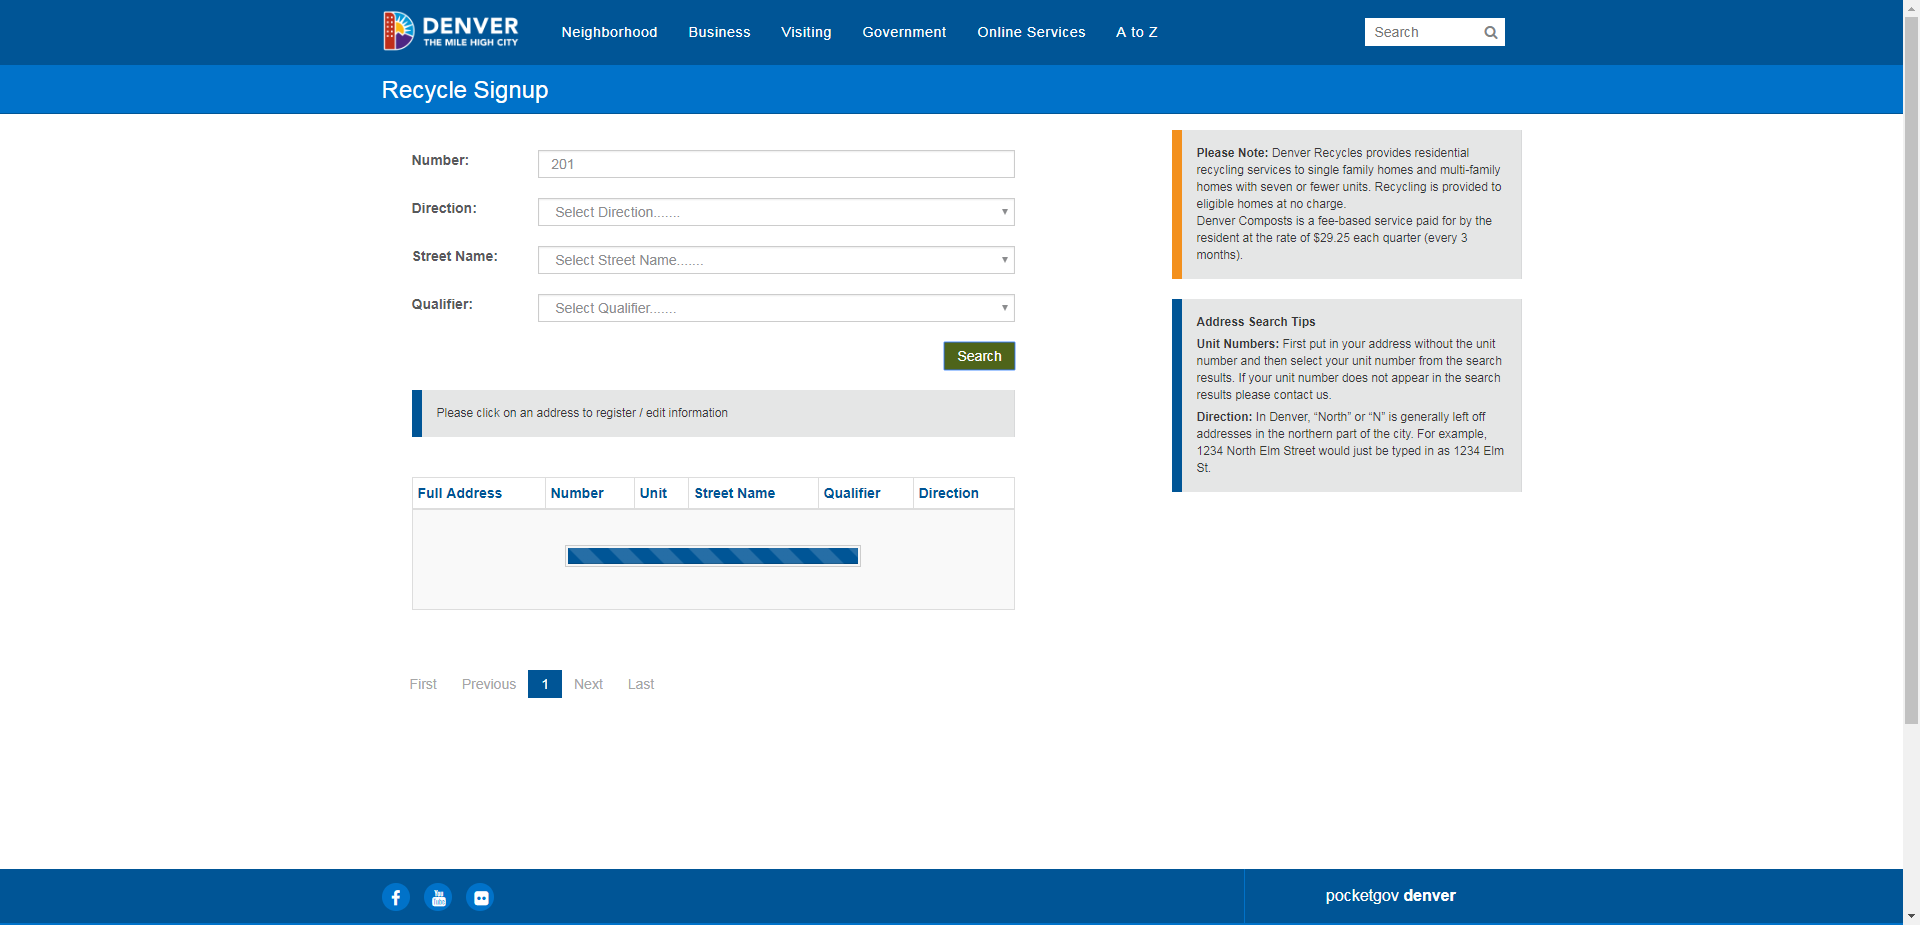 DENVER
THE MILE HIGH CITY
Neighborhood Business Visiting Government Online Services A to Z
Search
Recycle Signup
Number:
201
Direction:
Select Direction.......
Street Name:
Select Street Name.......
Qualifier:
Select Qualifier.......
Search
Please click on an address to register / edit information
Full Address Number Unit Street Name Qualifier Direction
First Previous 1 Next Last
Please Note: Denver Recycles provides residential
recycling services to single family homes and multi-family
homes with seven or fewer units. Recycling is provided to
eligible homes at no charge.
Denver Composts is a fee-based service paid for by the
resident at the rate of $29.25 each quarter (every 3
months).
Address Search Tips
Unit Numbers: First put in your address without the unit
number and then select your unit number from the search
results. If your unit number does not appear in the search
results please contact us.
Direction: In Denver, “North” or “N” is generally left off
addresses in the northern part of the city. For example,
1234 North Elm Street would just be typed in as 1234 Elm
St.
You
Tube
pocketgov denver